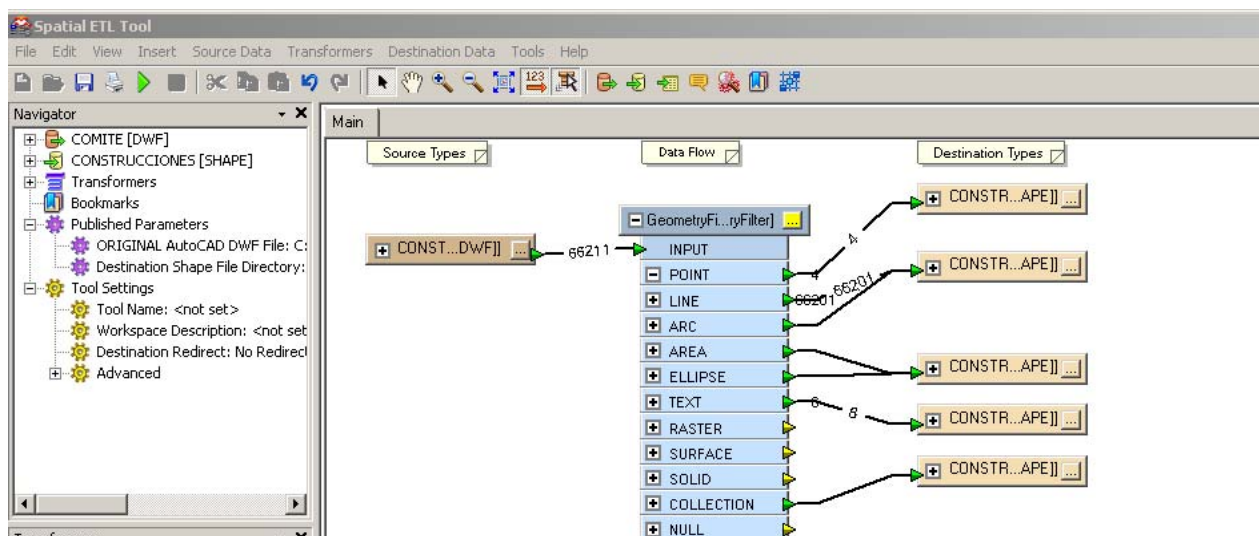 Spatial ETL Tool
File Edit View Insert Source Data Transformers Destination Data Tools Help
123
Navigator
COMITE [DWF]
CONSTRUCCIONES [SHAPE]
Transformers
Bookmarks
Published Parameters
ORIGINAL AutoCAD DWF File: C:
Destination Shape File Directory:
Tool Settings
Tool Name: <not set>
Workspace Description: <not set
Destination Redirect: No Redirect
Advanced
Main
Source Types
Data Flow
Destination Types
CONST...DWF]] ...
66211
GeometryFi...ryFilter] ...
INPUT
POINT
LINE
ARC
AREA
ELLIPSE
TEXT
RASTER
SURFACE
SOLID
COLLECTION
NULL
4
4
66201
66201
8
CONSTR...APE]] ...
CONSTR...APE]] ...
CONSTR...APE]] ...
CONSTR...APE]] ...
CONSTR...APE]] ...